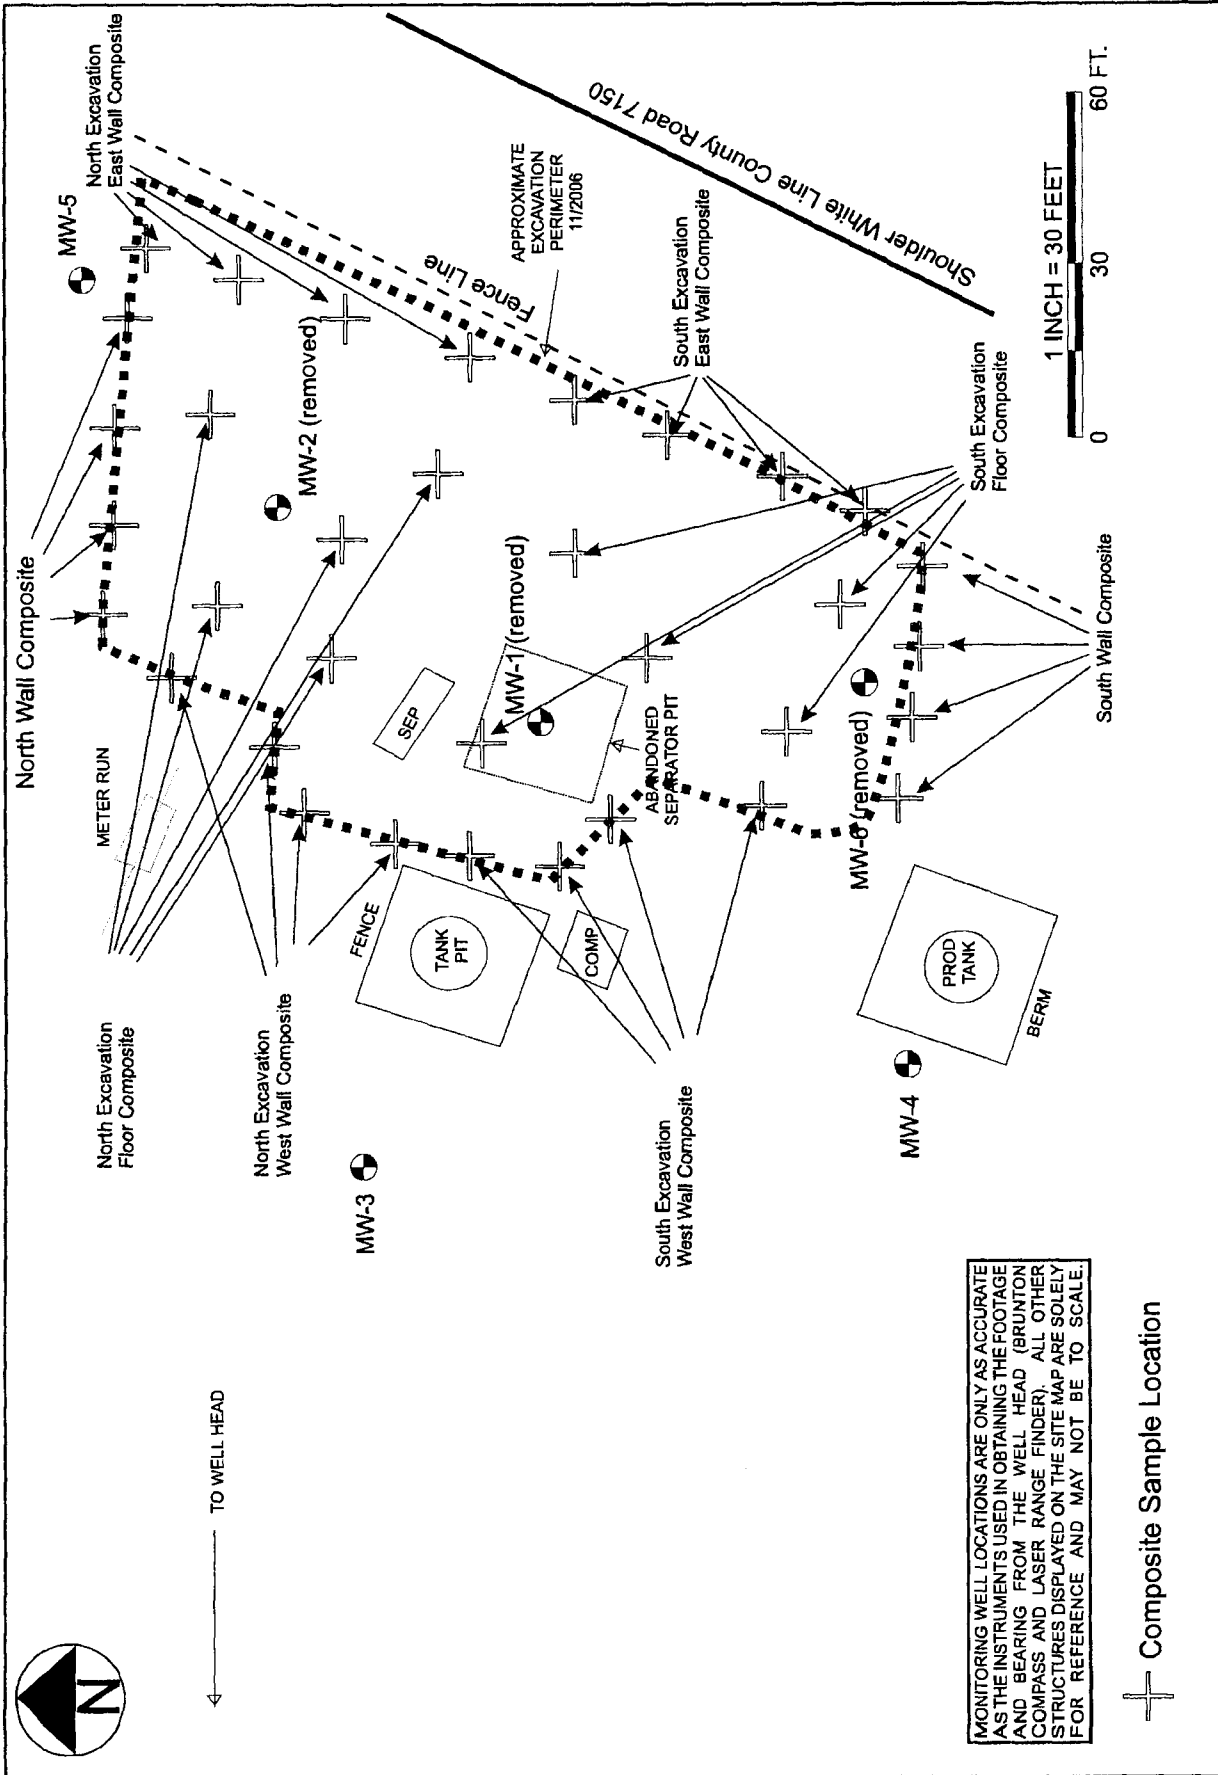 North Wall Composite
MW-5
North Excavation
East Wall Composite
METER RUN
MW-2 (removed)
Fence Line
APPROXIMATE
EXCAVATION
PERIMETER
11/2006
Shoulder White Line County Road 7150
North Excavation
Floor Composite
North Excavation
West Wall Composite
FENCE
TANK
PIT
SEP
MW-1 (removed)
COMP
ABANDONED
SEPARATOR PIT
South Excavation
East Wall Composite
MW-3
South Excavation
West Wall Composite
MW-6 (removed)
South Excavation
Floor Composite
PROD
TANK
BERM
MW-4
South Wall Composite
1 INCH = 30 FEET
0
30
60 FT.
N
TO WELL HEAD
MONITORING WELL LOCATIONS ARE ONLY AS ACCURATE
AS THE INSTRUMENTS USED IN OBTAINING THE FOOTAGE
AND BEARING FROM THE WELL HEAD (BRUNTON
COMPASS AND LASER RANGE FINDER). ALL OTHER
STRUCTURES DISPLAYED ON THE SITE MAP ARE SOLELY
FOR REFERENCE AND MAY NOT BE TO SCALE.
Composite Sample Location